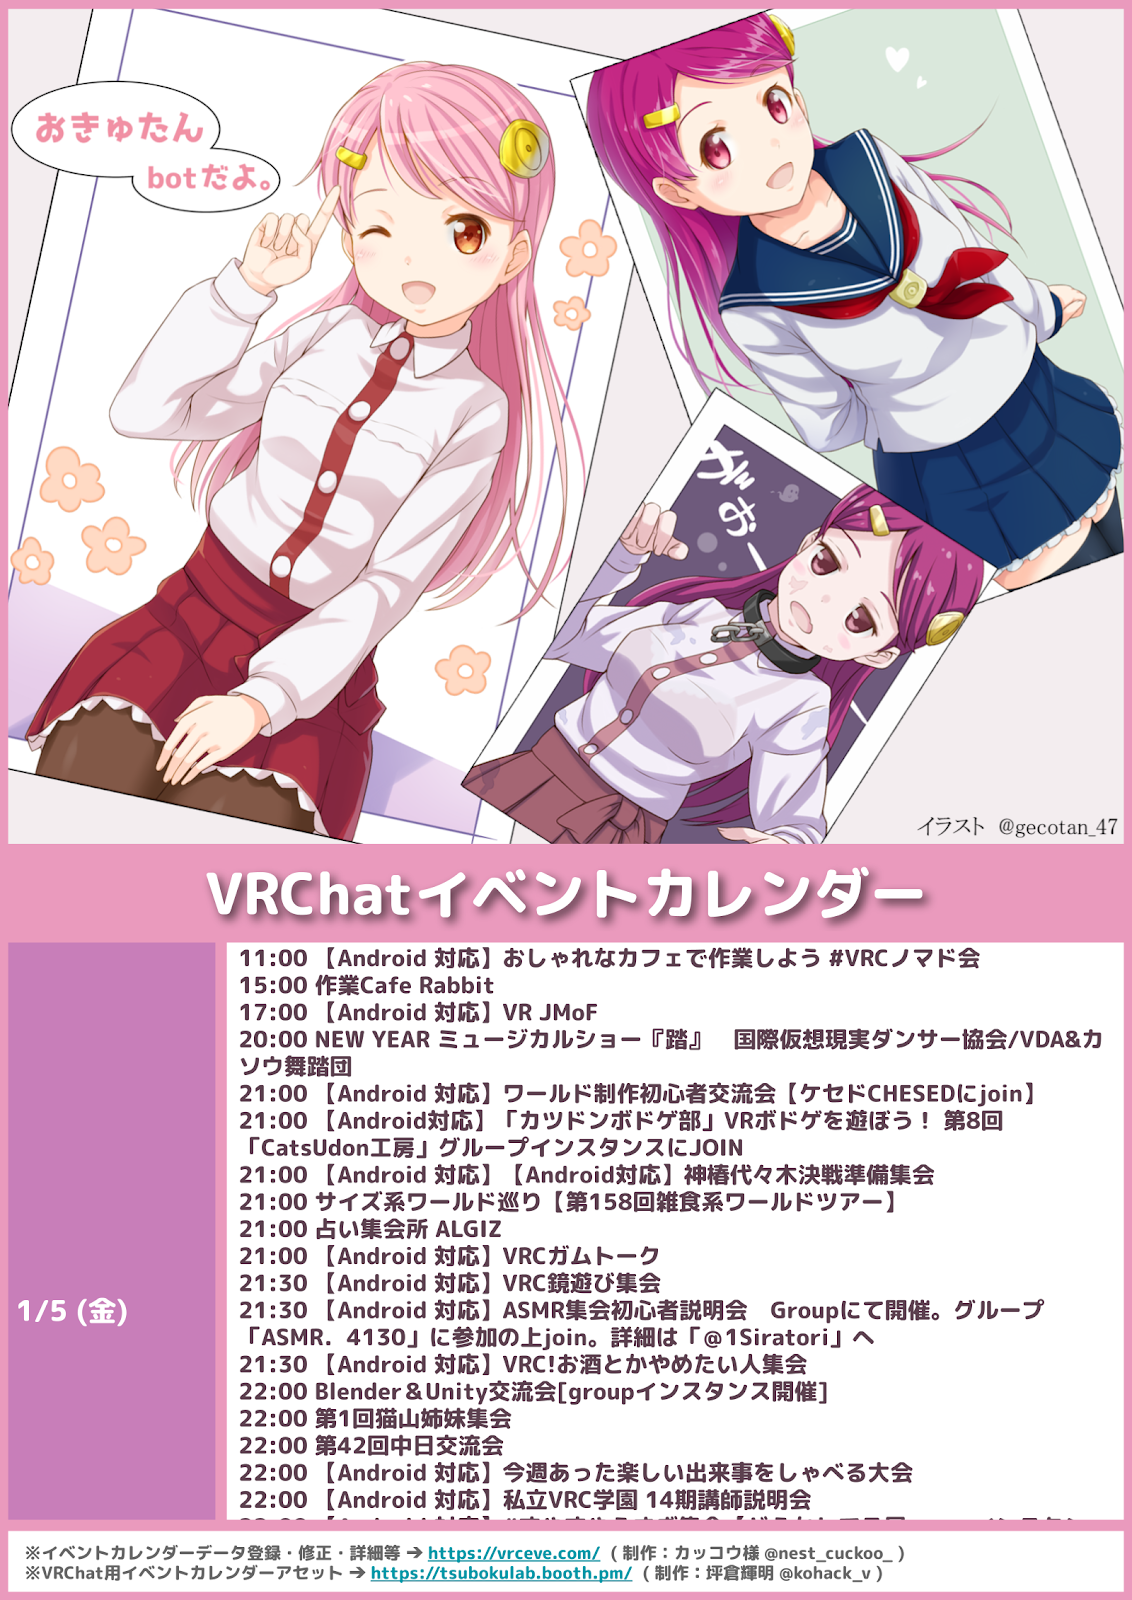 おきゅたん
botだよ。
がおー
イラスト @gecotan_47
VRChatイベントカレンダー
1/5 (金)
11:00 【Android 対応】おしゃれなカフェで作業しよう #VRCノマド会
15:00 作業Cafe Rabbit
17:00 【Android 対応】VR JMoF
20:00 NEW YEAR ミュージカルショー『踏』　国際仮想現実ダンサー協会/VDA&カ
ソウ舞踏団
21:00 【Android 対応】ワールド制作初心者交流会【ケセドCHESEDにjoin】
21:00 【Android対応】「カツドンボドゲ部」VRボドゲを遊ぼう！ 第8回
「CatsUdon工房」グループインスタンスにJOIN
21:00 【Android 対応】【Android対応】神椿代々木決戦準備集会
21:00 サイズ系ワールド巡り【第158回雑食系ワールドツアー】
21:00 占い集会所 ALGIZ
21:00 【Android 対応】VRCガムトーク
21:30 【Android 対応】VRC鏡遊び集会
21:30 【Android 対応】ASMR集会初心者説明会　Groupにて開催。グループ
「ASMR．4130」に参加の上join。詳細は「＠1Siratori」へ
21:30 【Android 対応】VRC!お酒とかやめたい人集会
22:00 Blender＆Unity交流会[groupインスタンス開催]
22:00 第1回猫山姉妹集会
22:00 第42回中日交流会
22:00 【Android 対応】今週あった楽しい出来事をしゃべる大会
22:00 【Android 対応】私立VRC学園 14期講師説明会
※イベントカレンダーデータ登録・修正・詳細等 ➔ https://vrceve.com/ ( 制作：カッコウ様 @nest_cuckoo_ )
※VRChat用イベントカレンダーアセット ➔ https://tsubokulab.booth.pm/ ( 制作：坪倉輝明 @kohack_v )